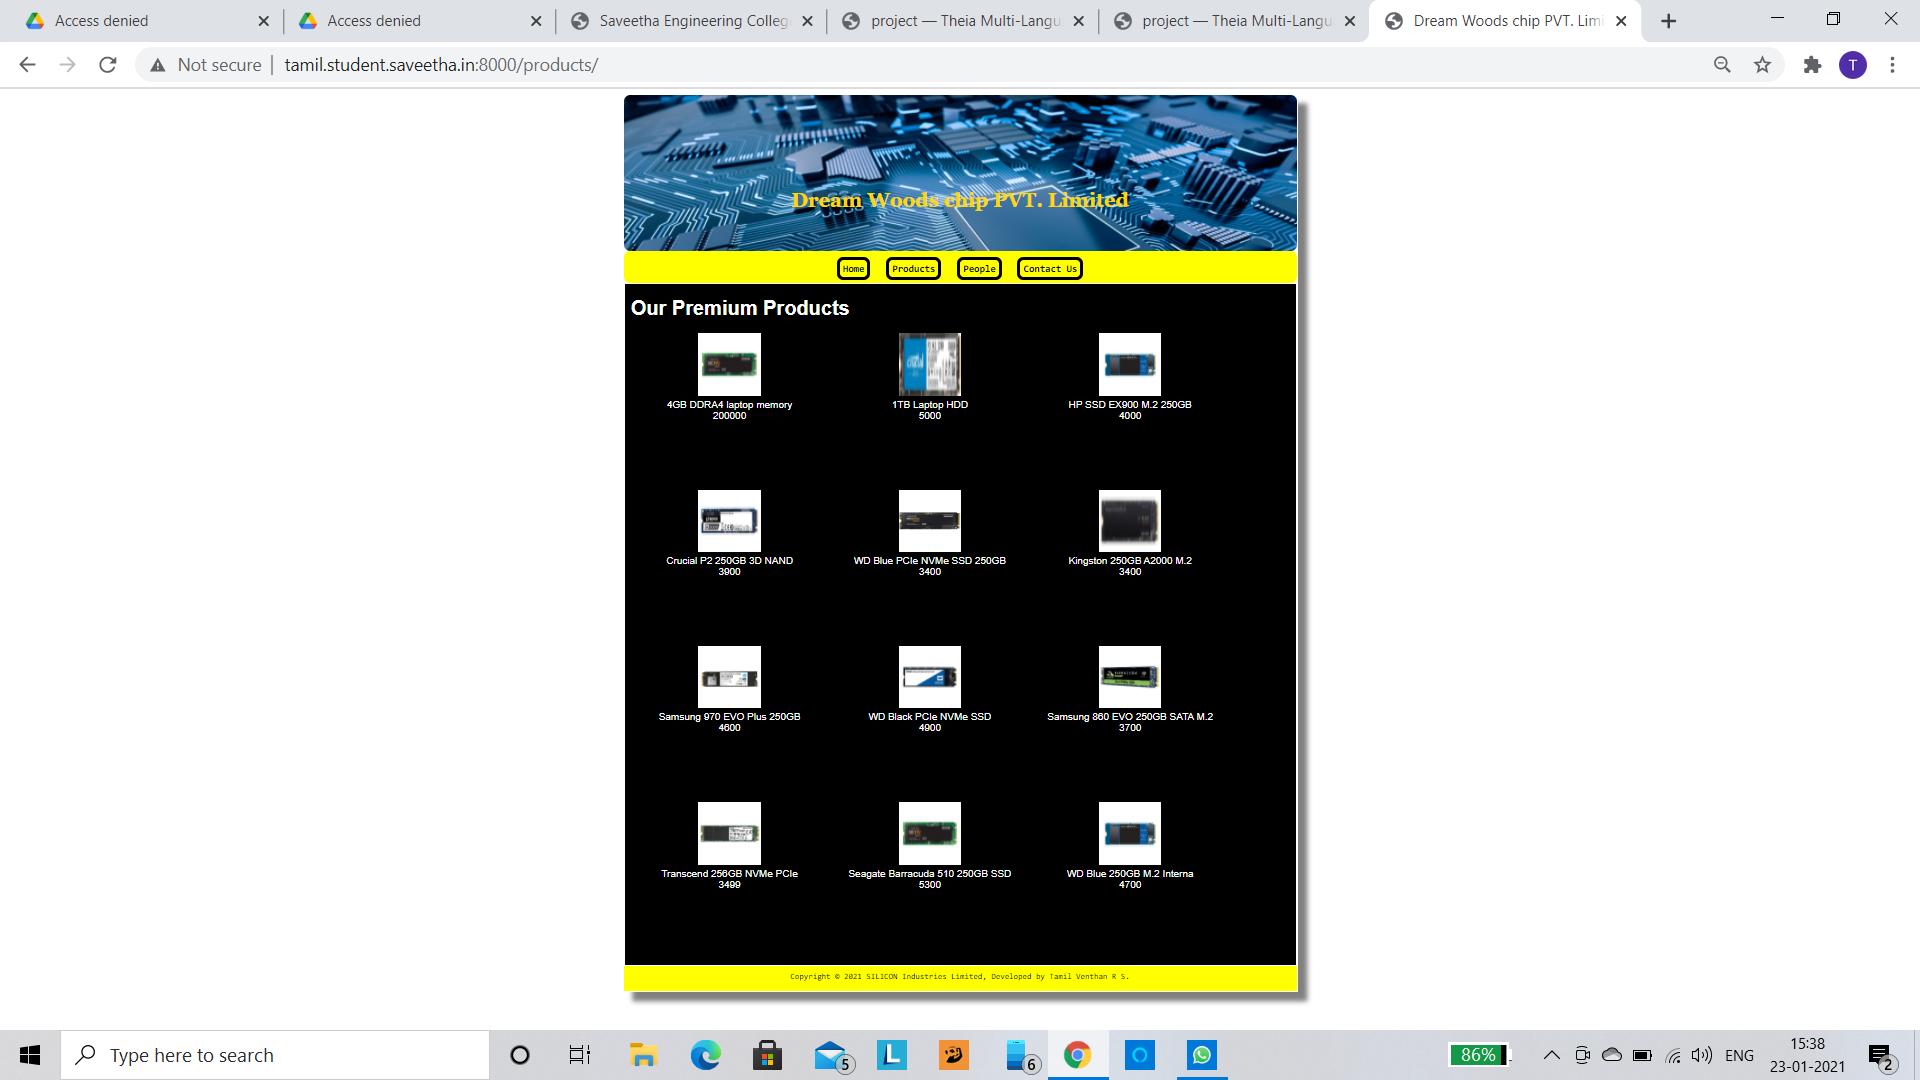 Access denied
Access denied
Saveetha Engineering Colleg
project — Theia Multi-Langu
project — Theia Multi-Langu
Dream Woods chip PVT. Limi
Not secure
tamil.student.saveetha.in:8000/products/
T
Dream Woods chip PVT. Limited
Home
Products
People
Contact Us
Our Premium Products
4GB DDRA4 laptop memory
200000
1TB Laptop HDD
5000
HP SSD EX900 M.2 250GB
4000
Crucial P2 250GB 3D NAND
3900
WD Blue PCle NVMe SSD 250GB
3400
Kingston 250GB A2000 M.2
3400
Samsung 970 EVO Plus 250GB
4600
WD Black PCle NVMe SSD
4900
Samsung 860 EVO 250GB SATA M.2
3700
Transcend 256GB NVMe PCle
3499
Seagate Barracuda 510 250GB SSD
5300
WD Blue 250GB M.2 Interna
4700
Copyright © 2021 SILICON Industries Limited, Developed by Tamil Venthan R S.
Type here to search
5
L
6
86%
ENG
15:38
23-01-2021
2